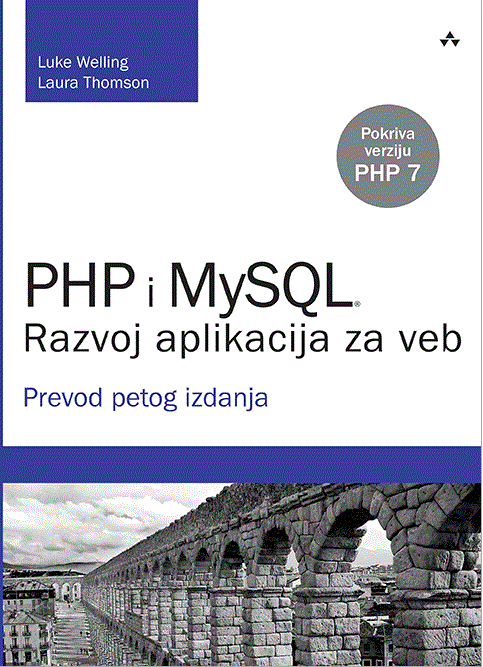 Luke Welling
Laura Thomson
Pokriva
verziju
PHP 7
PHP i MySQL®
Razvoj aplikacija za veb
Prevod petog izdanja